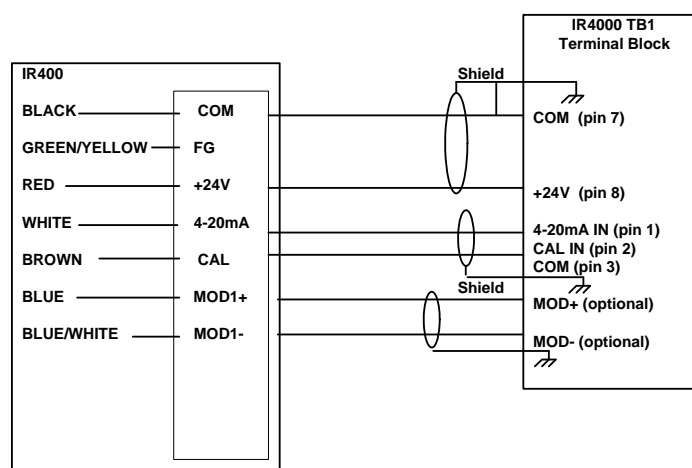 IR4000 TB1
Terminal Block
IR400
Shield
BLACK COM
COM (pin 7)
GREEN/YELLOW FG
RED +24V
+24V (pin 8)
WHITE 4-20mA
4-20mA IN (pin 1)
CAL IN (pin 2)
BROWN CAL
COM (pin 3)
Shield
BLUE MOD1+
MOD+ (optional)
BLUE/WHITE MOD1-
MOD- (optional)